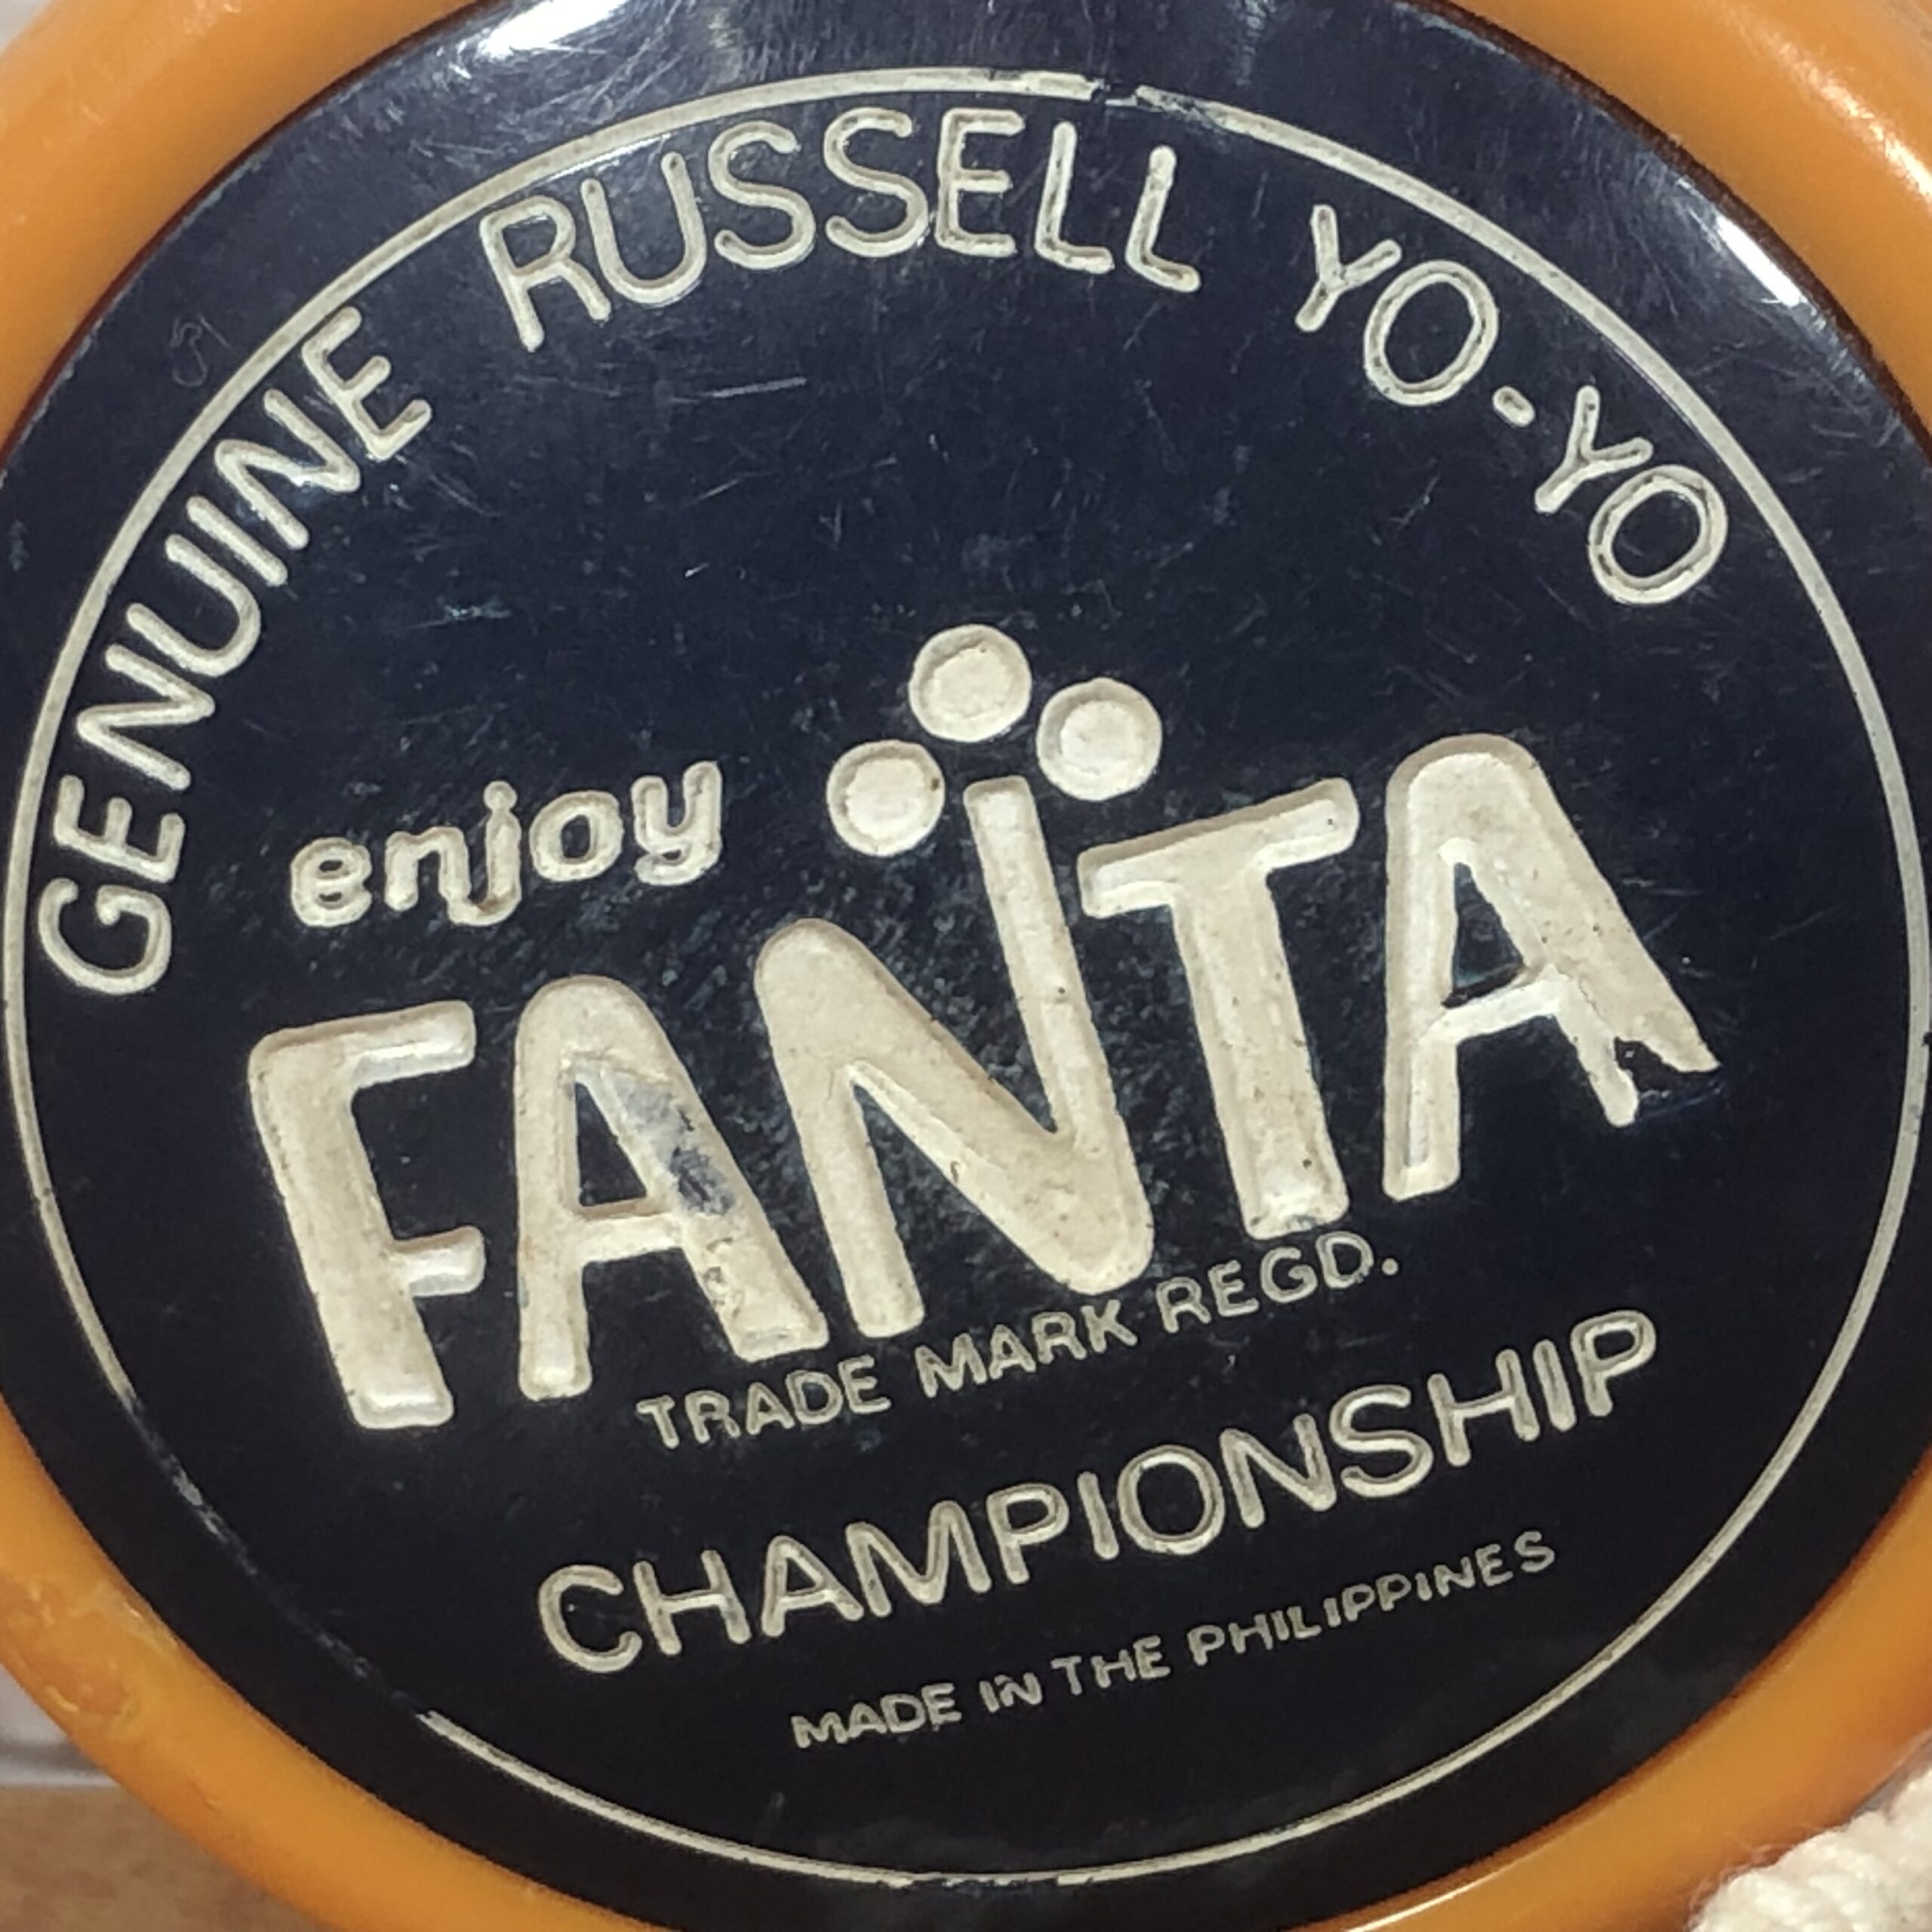 GENUINE RUSSELL YO-YO
enjoy
FANTA
TRADE MARK REGD.
CHAMPIONSHIP
MADE IN THE PHILIPPINES